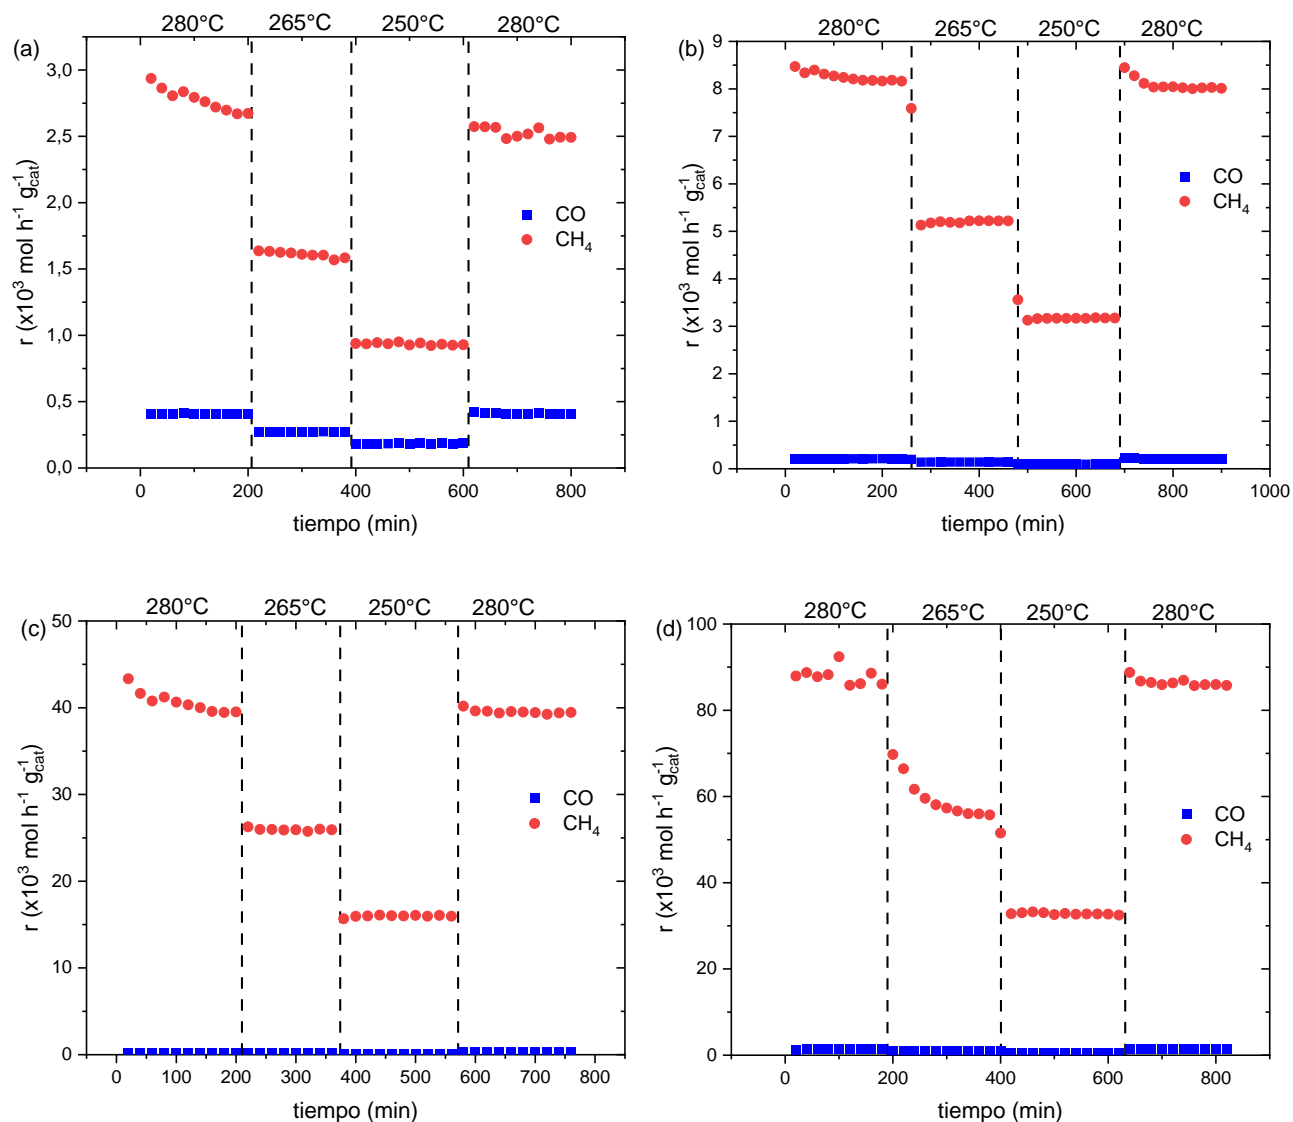 280°C 265°C 250°C 280°C
(a)
3,0
2,5
2,0
1,5
1,0
0,5
0,0
r (x10³ mol h⁻¹ g⁻¹cat)
CO
CH₄
0 200 400 600 800
tiempo (min)
280°C 265°C 250°C 280°C
(b)
9
8
7
6
5
4
3
2
1
0
r (x10³ mol h⁻¹ g⁻¹cat)
CO
CH₄
0 200 400 600 800 1000
tiempo (min)
280°C 265°C 250°C 280°C
(c)
50
40
30
20
10
0
r (x10³ mol h⁻¹ g⁻¹cat)
CO
CH₄
0 100 200 300 400 500 600 700 800
tiempo (min)
280°C 265°C 250°C 280°C
(d)
100
80
60
40
20
0
r (x10³ mol h⁻¹ g⁻¹cat)
CO
CH₄
0 200 400 600 800
tiempo (min)